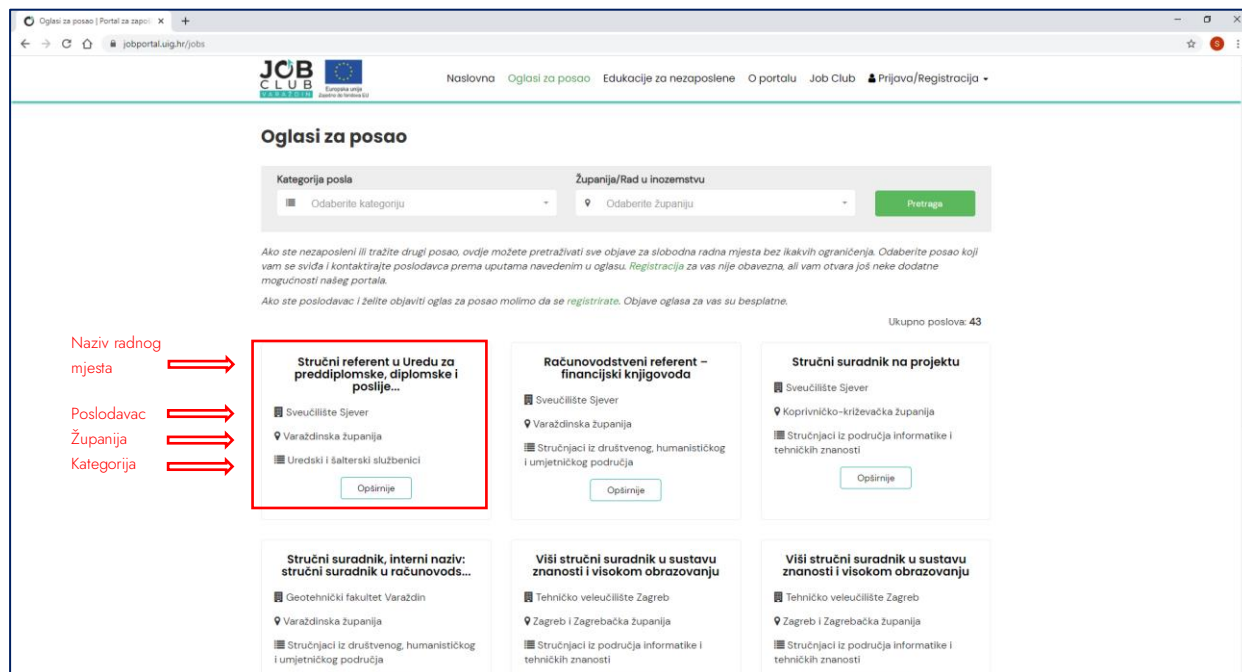 Oglasi za posao | Portal za zapo
jobportal.uig.hr/jobs
S
JOB
CLUB
VARAŽDIN
Europska unija
Zajedno do fondova EU
Naslovna Oglasi za posao Edukacije za nezaposlene O portalu Job Club Prijava/Registracija
Oglasi za posao
Kategorija posla
Županija/Rad u inozemstvu
Odaberite kategoriju
Odaberite županiju
Pretraga
Ako ste nezaposleni ili tražite drugi posao, ovdje možete pretraživati sve objave za slobodna radna mjesta bez ikakvih ograničenja. Odaberite posao koji
vam se sviđa i kontaktirajte poslodavca prema uputama navedenim u oglasu. Registracija za vas nije obavezna, ali vam otvara još neke dodatne
mogućnosti našeg portala.
Ako ste poslodavac i želite objaviti oglas za posao molimo da se registrirate. Objave oglasa za vas su besplatne.
Ukupno poslova: 43
Naziv radnog
mjesta
Poslodavac
Županija
Kategorija
Stručni referent u Uredu za
preddiplomske, diplomske i
poslije...
Sveučilište Sjever
Varaždinska županija
Uredski i šalterski službenici
Opširnije
Računovodstveni referent –
financijski knjigovođa
Sveučilište Sjever
Varaždinska županija
Stručnjaci iz društvenog, humanističkog
i umjetničkog područja
Opširnije
Stručni suradnik na projektu
Sveučilište Sjever
Koprivničko-križevačka županija
Stručnjaci iz područja informatike i
tehničkih znanosti
Opširnije
Stručni suradnik, interni naziv:
stručni suradnik u računovods...
Geotehnički fakultet Varaždin
Varaždinska županija
Stručnjaci iz društvenog, humanističkog
i umjetničkog područja
Viši stručni suradnik u sustavu
znanosti i visokom obrazovanju
Tehničko veleučilište Zagreb
Zagreb i Zagrebačka županija
Stručnjaci iz područja informatike i
tehničkih znanosti
Viši stručni suradnik u sustavu
znanosti i visokom obrazovanju
Tehničko veleučilište Zagreb
Zagreb i Zagrebačka županija
Stručnjaci iz područja informatike i
tehničkih znanosti